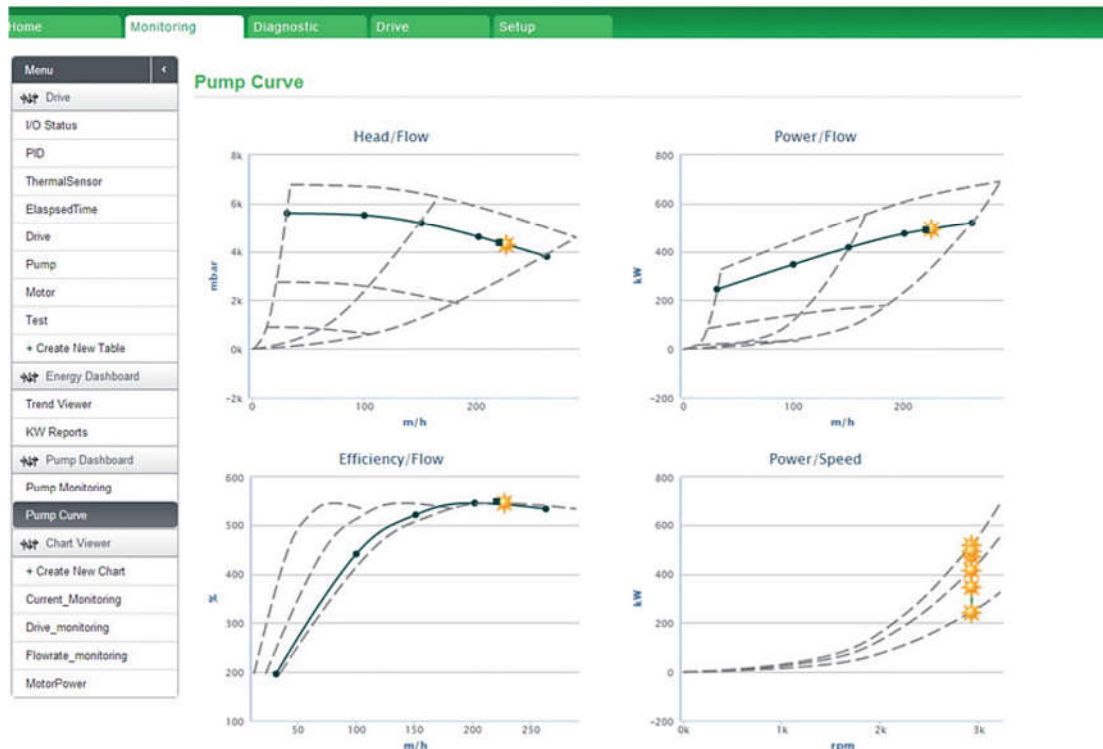 Home
Monitoring
Diagnostic
Drive
Setup
Menu
Drive
I/O Status
PID
ThermalSensor
ElaspsedTime
Drive
Pump
Motor
Test
+ Create New Table
Energy Dashboard
Trend Viewer
KW Reports
Pump Dashboard
Pump Monitoring
Pump Curve
Chart Viewer
+ Create New Chart
Current_Monitoring
Drive_monitoring
Flowrate_monitoring
MotorPower
Pump Curve
Head/Flow
8k
6k
4k
2k
0k
-2k
mbar
0 100 200
m/h
Power/Flow
800
600
400
200
0
-200
kW
0 100 200
m/h
Efficiency/Flow
600
500
400
300
200
100
%
50 100 150 200 250
m/h
Power/Speed
800
600
400
200
0
-200
kW
0k 1k 2k 3k
rpm